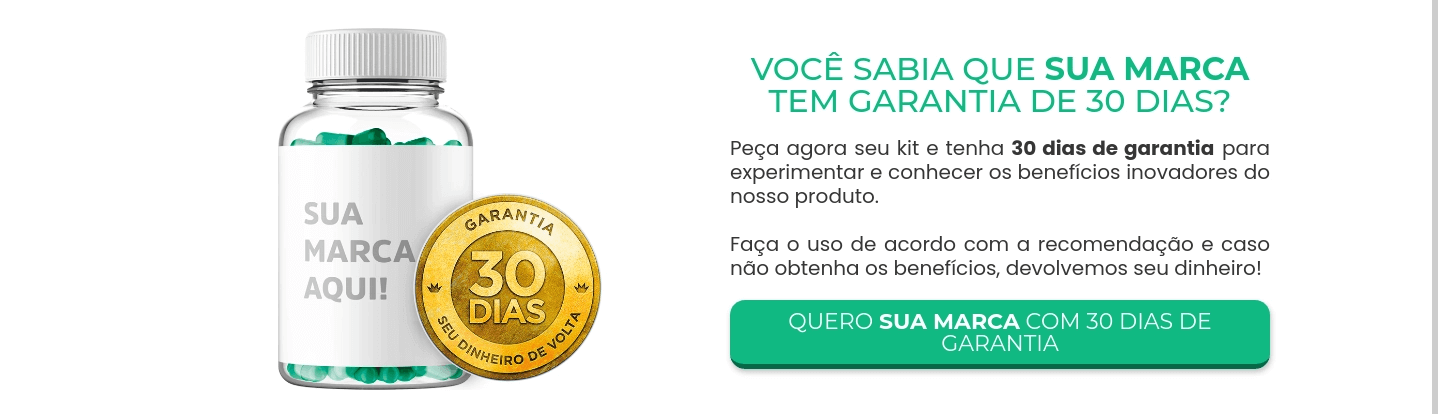 SUA
MARCA
AQUI!
GARANTIA
30
DIAS
SEU DINHEIRO DE VOLTA
VOCÊ SABIA QUE SUA MARCA
TEM GARANTIA DE 30 DIAS?
Peça agora seu kit e tenha 30 dias de garantia para
experimentar e conhecer os benefícios inovadores do
nosso produto.
Faça o uso de acordo com a recomendação e caso
não obtenha os benefícios, devolvemos seu dinheiro!
QUERO SUA MARCA COM 30 DIAS DE
GARANTIA